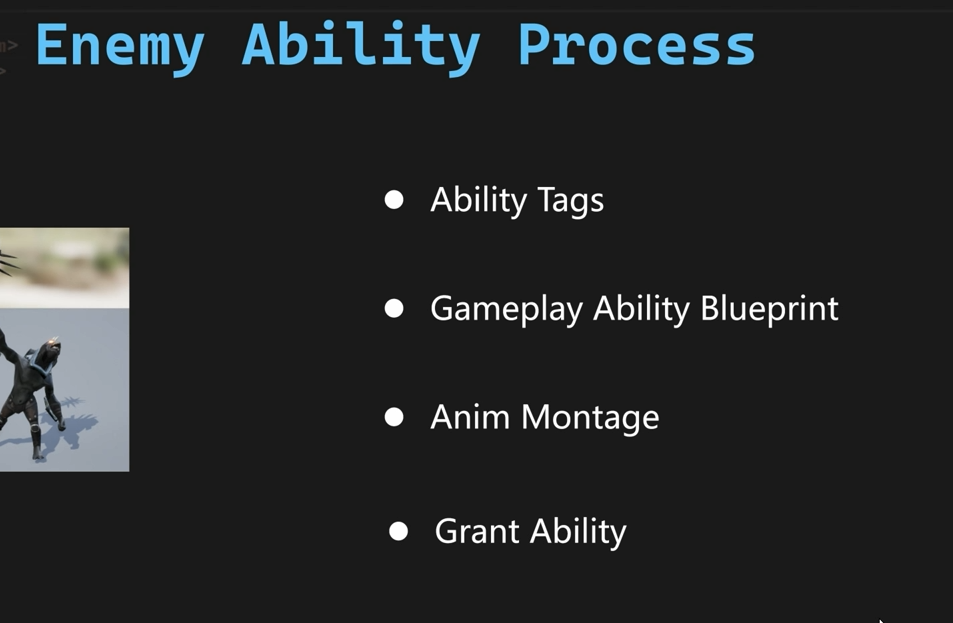 Enemy Ability Process
Ability Tags
Gameplay Ability Blueprint
Anim Montage
Grant Ability